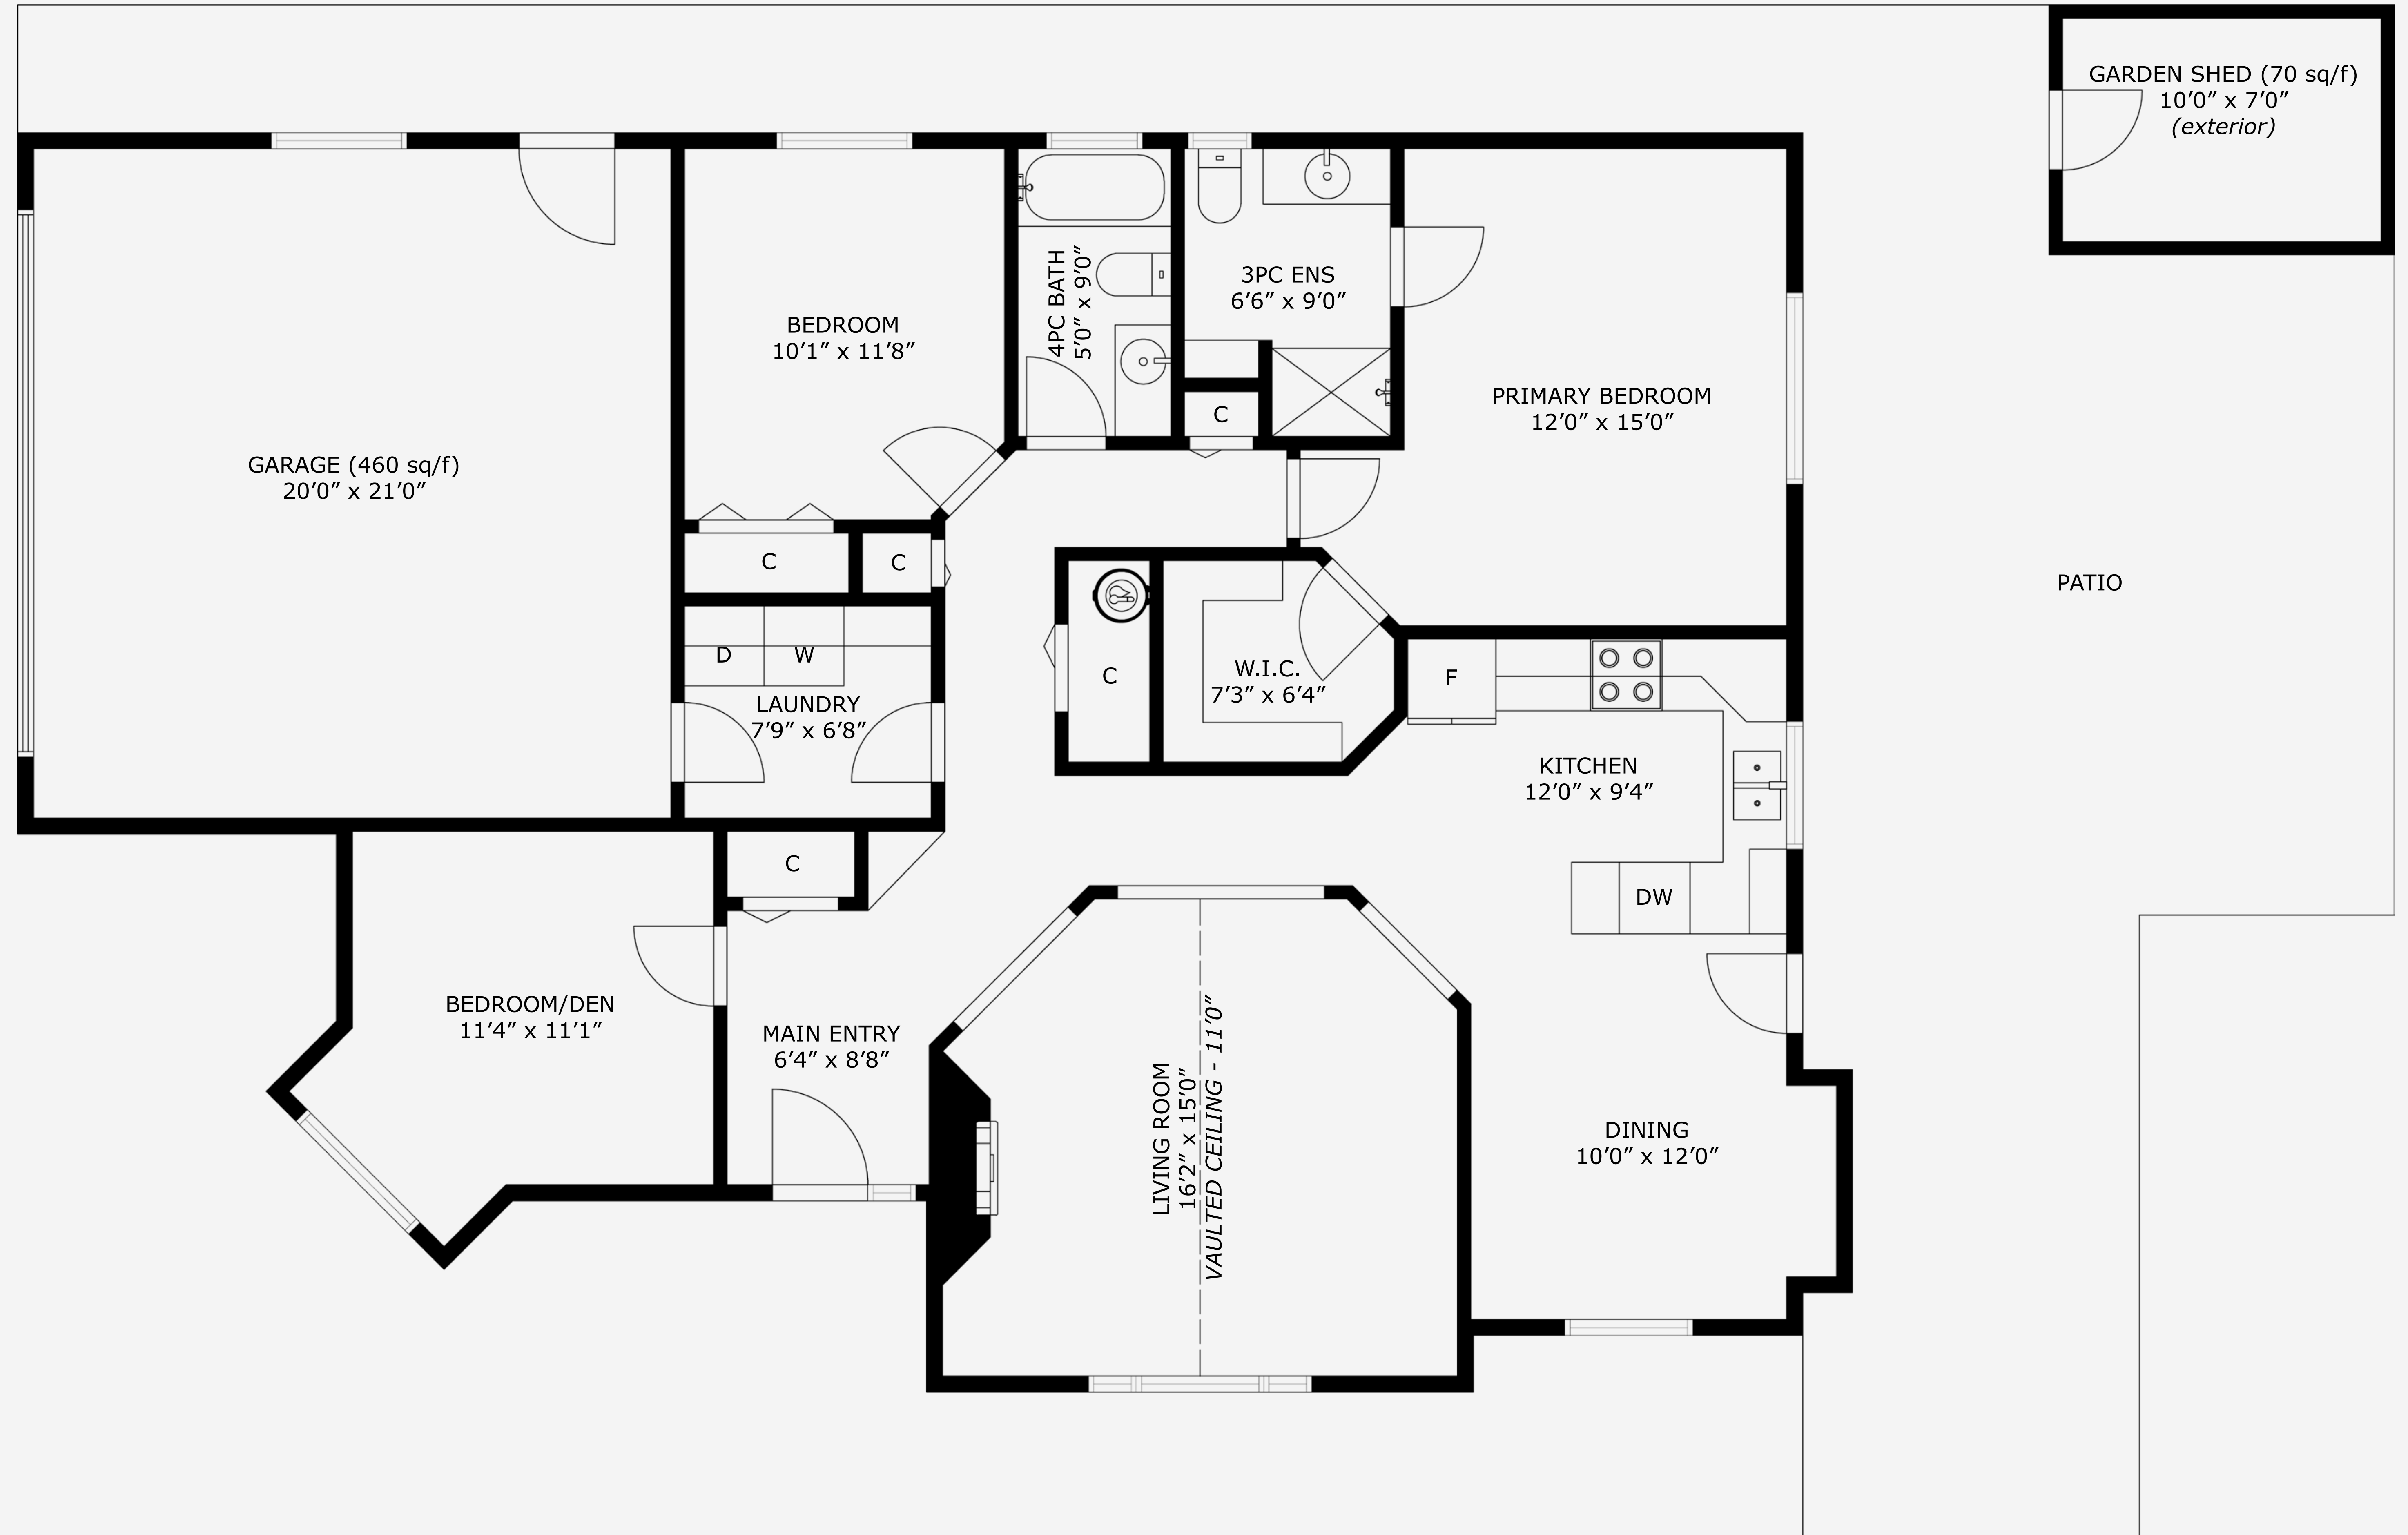 GARDEN SHED (70 sq/f)
10’0” x 7’0”
(exterior)
4PC BATH
5’0” x 9’0”
3PC ENS
6’6” x 9’0”
BEDROOM
10’1” x 11’8”
PRIMARY BEDROOM
12’0” x 15’0”
C
GARAGE (460 sq/f)
20’0” x 21’0”
C
C
PATIO
D
W
C
W.I.C.
7’3” x 6’4”
F
LAUNDRY
7’9” x 6’8”
KITCHEN
12’0” x 9’4”
C
DW
BEDROOM/DEN
11’4” x 11’1”
MAIN ENTRY
6’4” x 8’8”
LIVING ROOM
16’2” x 15’0”
VAULTED CEILING - 11’0”
DINING
10’0” x 12’0”